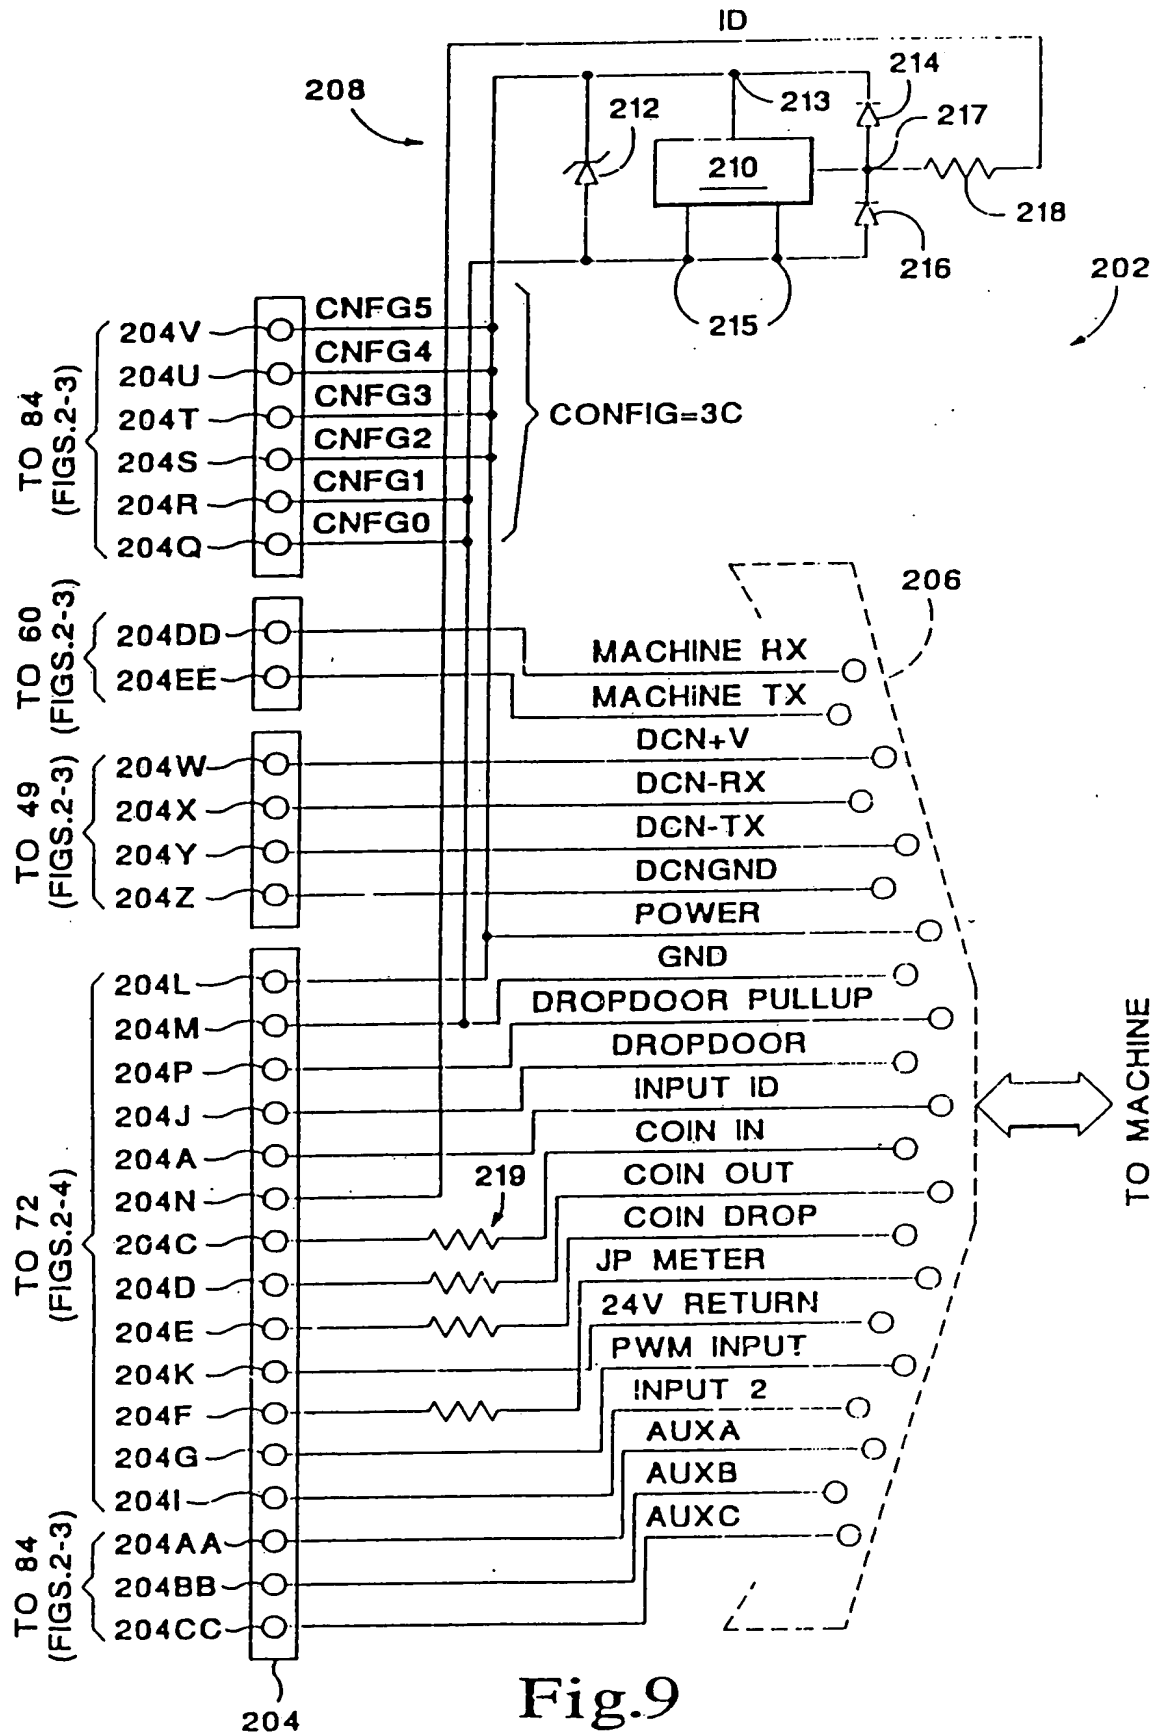 ID
208
212
213
214
217
210
218
216
215
202
TO 84
(FIGS.2-3)
204V
CNFG5
204U
CNFG4
204T
CNFG3
204S
CNFG2
204R
CNFG1
204Q
CNFG0
CONFIG=3C
206
TO 60
(FIGS.2-3)
204DD
MACHINE RX
204EE
MACHINE TX
TO 49
(FIGS.2-3)
204W
DCN+V
204X
DCN-RX
204Y
DCN-TX
204Z
DCNGND
POWER
TO 72
(FIGS.2-4)
204L
GND
204M
DROPDOOR PULLUP
204P
DROPDOOR
204J
INPUT ID
204A
COIN IN
204N
219
COIN OUT
204C
COIN DROP
204D
JP METER
204E
24V RETURN
204K
PWM INPUT
204F
INPUT 2
204G
AUXA
204I
AUXB
TO 84
(FIGS.2-3)
204AA
AUXC
204BB
204CC
TO MACHINE
204
Fig.9